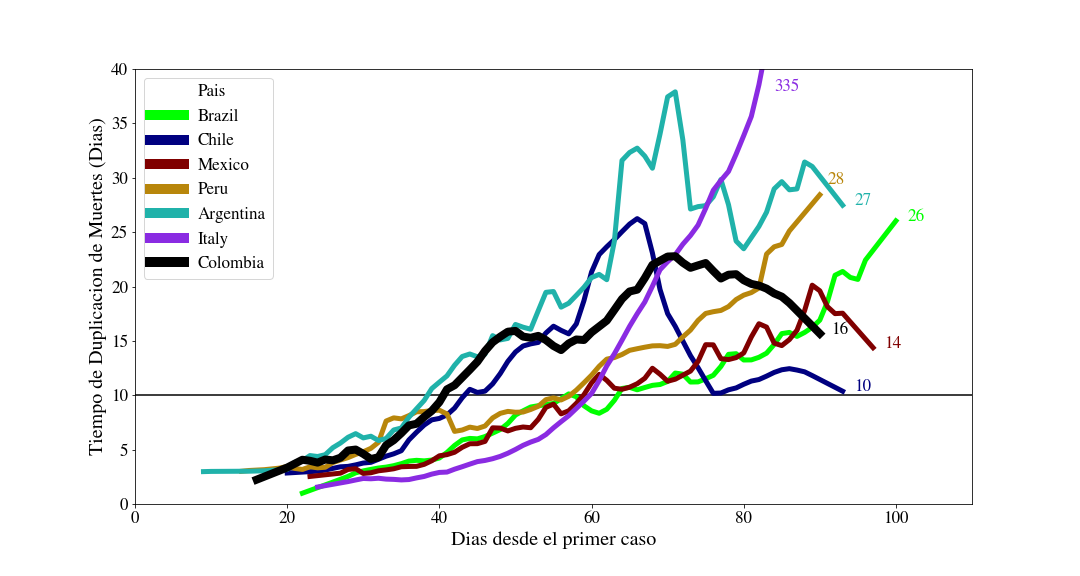 Pais
Brazil
Chile
Mexico
Peru
Argentina
Italy
Colombia
Tiempo de Duplicacion de Muertes (Dias)
40
35
30
25
20
15
10
5
0
335
28
27
26
16
14
10
0
20
40
60
80
100
Dias desde el primer caso